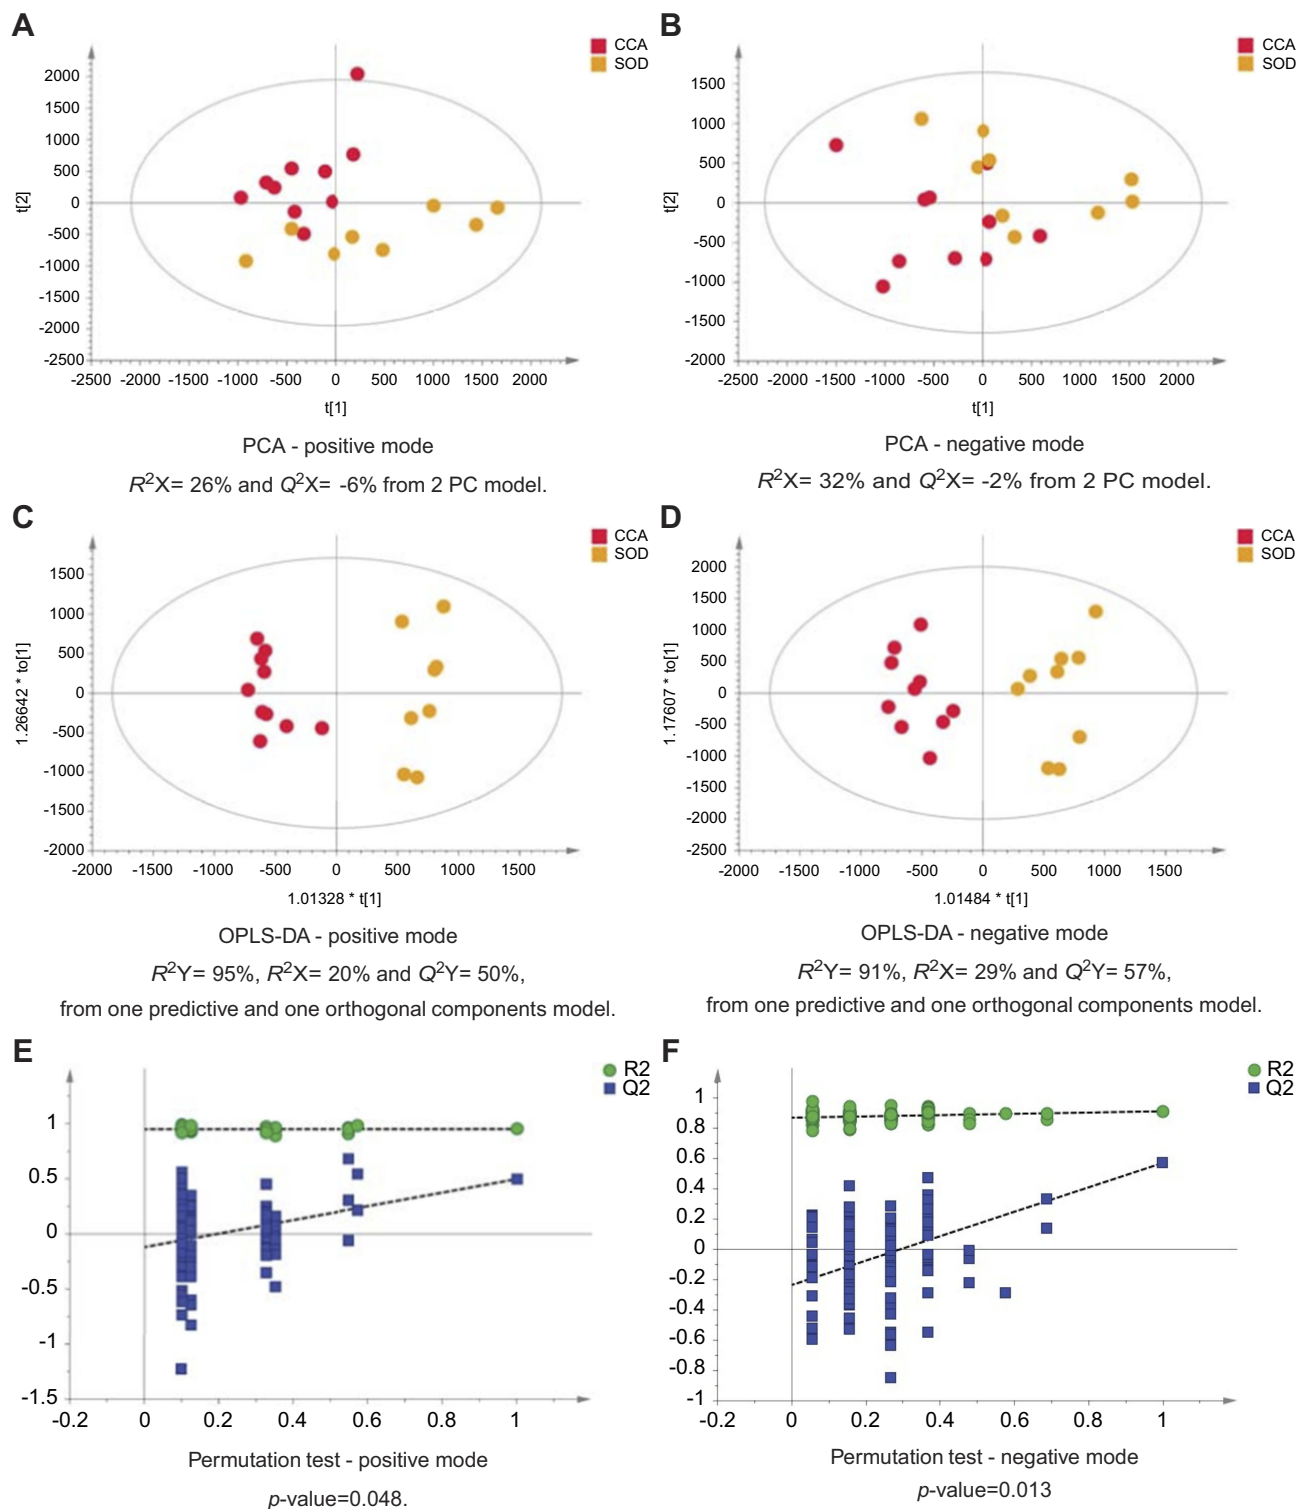 A
CCA
SOD
2000
1500
1000
500
0
-500
-1000
-1500
-2000
-2500
t[2]
-2500 -2000 -1500 -1000 -500 0 500 1000 1500 2000
t[1]
PCA - positive mode
R²X= 26% and Q²X= -6% from 2 PC model.
B
CCA
SOD
1500
1000
500
0
-500
-1000
-1500
-2000
t[2]
-2500 -2000 -1500 -1000 -500 0 500 1000 1500 2000
t[1]
PCA - negative mode
R²X= 32% and Q²X= -2% from 2 PC model.
C
CCA
SOD
1500
1000
500
0
-500
-1000
-1500
-2000
1.26642 * to[1]
-2000 -1500 -1000 -500 0 500 1000 1500
1.01328 * t[1]
OPLS-DA - positive mode
R²Y= 95%, R²X= 20% and Q²Y= 50%,
from one predictive and one orthogonal components model.
D
CCA
SOD
2000
1500
1000
500
0
-500
-1000
-1500
-2000
-2500
1.17607 * to[1]
-2000 -1500 -1000 -500 0 500 1000 1500
1.01484 * t[1]
OPLS-DA - negative mode
R²Y= 91%, R²X= 29% and Q²Y= 57%,
from one predictive and one orthogonal components model.
E
R2
Q2
1
0.5
0
-0.5
-1
-1.5
-0.2 0 0.2 0.4 0.6 0.8 1
Permutation test - positive mode
p-value=0.048.
F
R2
Q2
1
0.8
0.6
0.4
0.2
0
-0.2
-0.4
-0.6
-0.8
-1
-0.2 0 0.2 0.4 0.6 0.8 1
Permutation test - negative mode
p-value=0.013